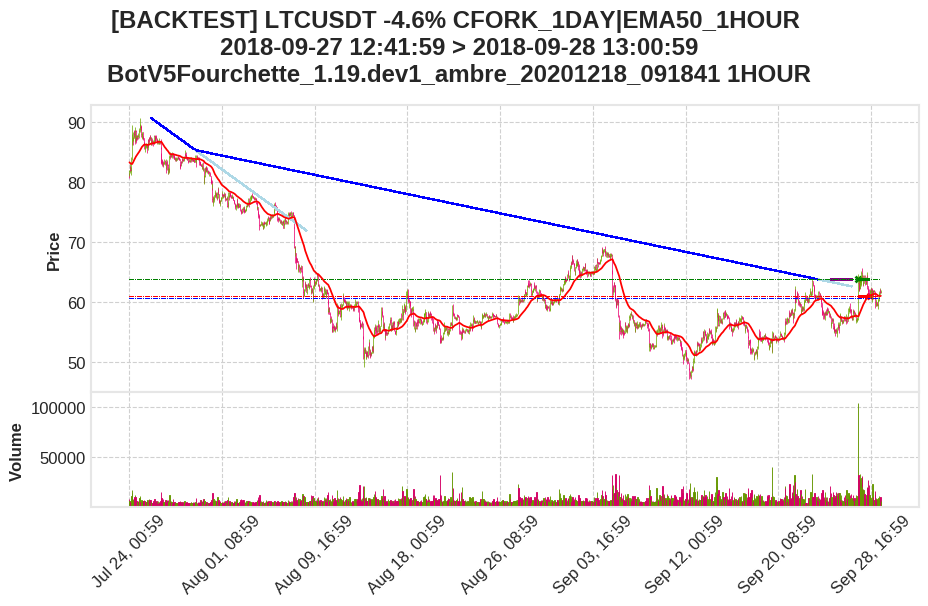 [BACKTEST] LTCUSDT -4.6% CFORK_1DAY|EMA50_1HOUR
2018-09-27 12:41:59 > 2018-09-28 13:00:59
BotV5Fourchette_1.19.dev1_ambre_20201218_091841 1HOUR
Price
90
80
70
60
50
Volume
100000
50000
Jul 24, 00:59
Aug 01, 08:59
Aug 09, 16:59
Aug 18, 00:59
Aug 26, 08:59
Sep 03, 16:59
Sep 12, 00:59
Sep 20, 08:59
Sep 28, 16:59